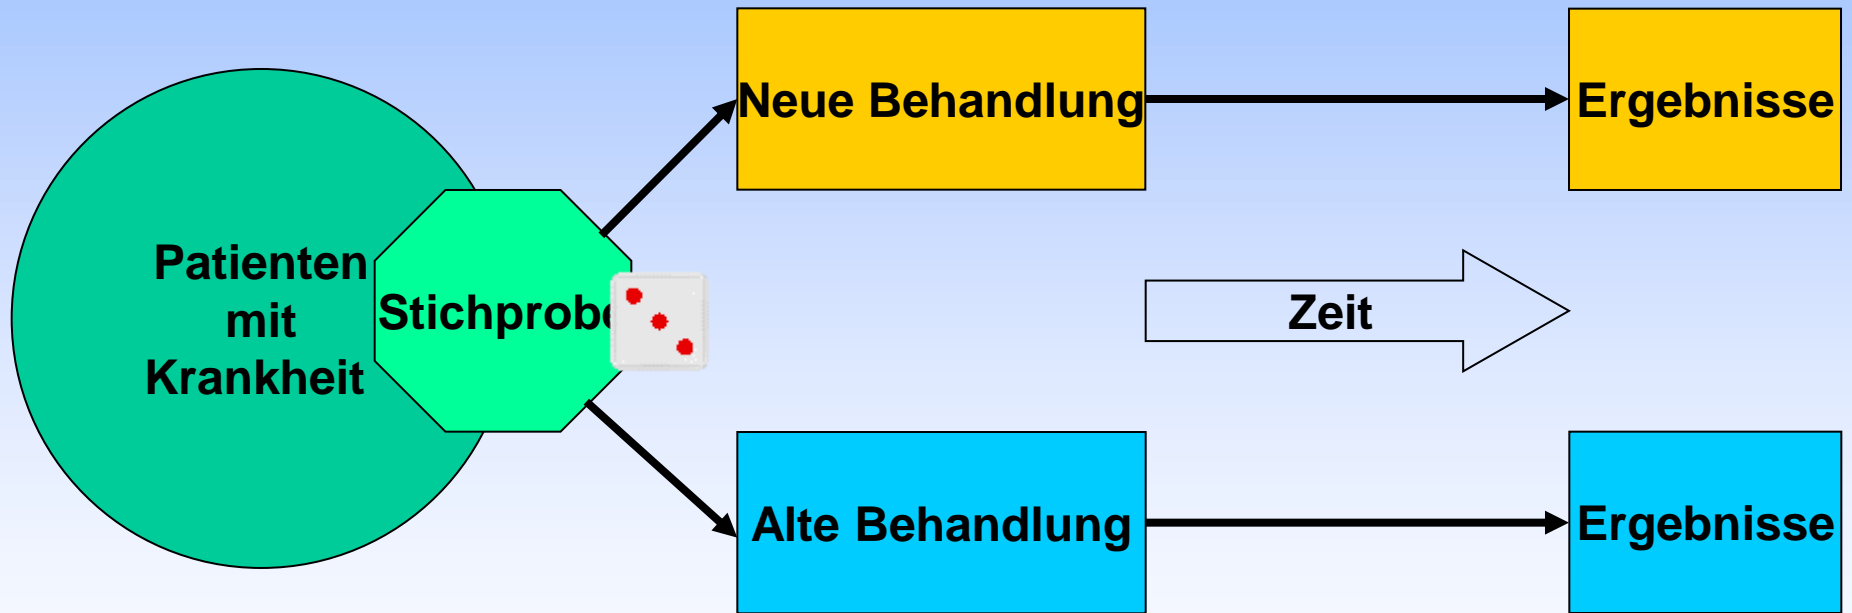 Neue Behandlung
Ergebnisse
Patienten
mit
Krankheit
Stichprobe
Zeit
Alte Behandlung
Ergebnisse